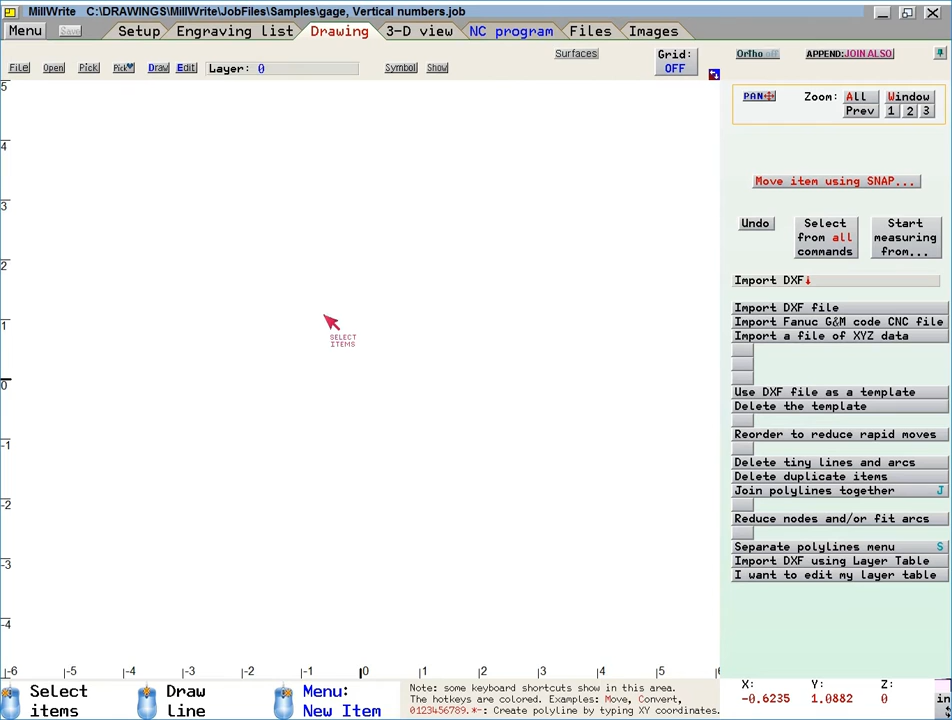 MillWrite C:\DRAWINGS\MillWrite\JobFiles\Samples\gage, Vertical numbers.job
Menu Save Setup Engraving list Drawing 3-D view NC program Files Images
File Open Pick Pick Draw Edit Layer: 0 Symbol Show Surfaces Grid: OFF Ortho off APPEND:JOIN ALSO
PAN Zoom: All Window
Prev 1 2 3
Move item using SNAP...
Undo
Select from all commands
Start measuring from...
Import DXF
Import DXF file
Import Fanuc G&M code CNC file
Import a file of XYZ data
Use DXF file as a template
Delete the template
Reorder to reduce rapid moves
Delete tiny lines and arcs
Delete duplicate items
Join polylines together J
Reduce nodes and/or fit arcs
Separate polylines menu S
Import DXF using Layer Table
I want to edit my layer table
SELECT
ITEMS
5
4
3
2
1
0
-1
-2
-3
-4
-6 -5 -4 -3 -2 -1 0 1 2 3 4 5
Select items
Draw Line
Menu: New Item
Note: some keyboard shortcuts show in this area.
The hotkeys are colored. Examples: Move, Convert,
0123456789.*-: Create polyline by typing XY coordinates.
X: Y: Z:
-0.6235 1.0882 0
in